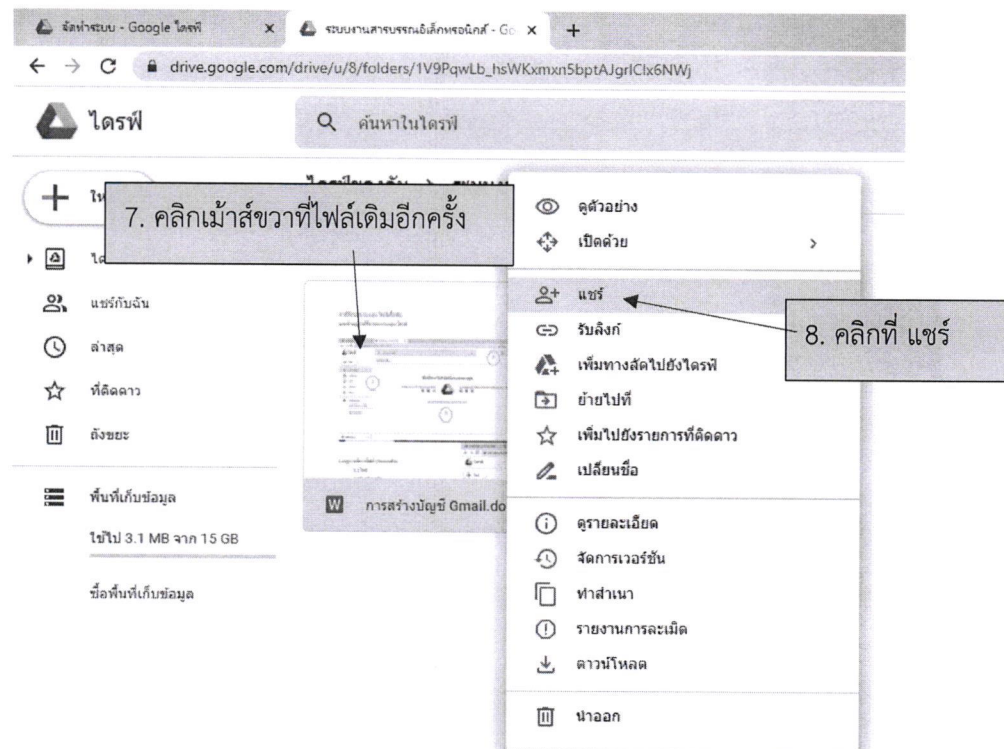 จัดทำระบบ - Google ไดรฟ์
ระบบงานสารบรรณอิเล็กทรอนิกส์ - Go
drive.google.com/drive/u/8/folders/1V9PqwLb_hsWKxmxn5bptAJgrIClx6NWj
ไดรฟ์
ค้นหาในไดรฟ์
7. คลิกเม้าส์ขวาที่ไฟล์เดิมอีกครั้ง
แชร์กับฉัน
ล่าสุด
ที่ติดดาว
ถังขยะ
พื้นที่เก็บข้อมูล
ใช้ไป 3.1 MB จาก 15 GB
ซื้อพื้นที่เก็บข้อมูล
W การสร้างบัญชี Gmail.do
ดูตัวอย่าง
เปิดด้วย
แชร์
8. คลิกที่ แชร์
รับลิงก์
เพิ่มทางลัดไปยังไดรฟ์
ย้ายไปที่
เพิ่มไปยังรายการที่ติดดาว
เปลี่ยนชื่อ
ดูรายละเอียด
จัดการเวอร์ชัน
ทำสำเนา
รายงานการละเมิด
ดาวน์โหลด
นำออก